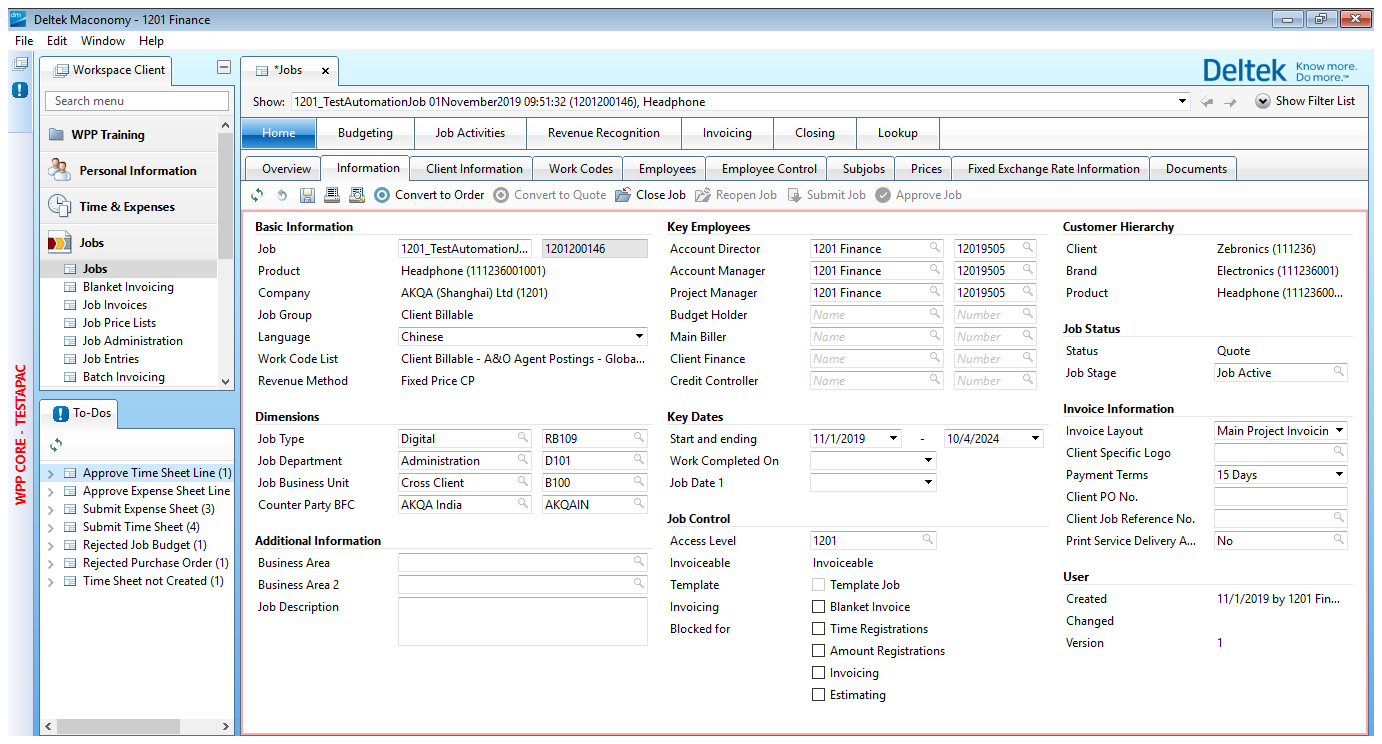 dm Deltek Maconomy - 1201 Finance
File Edit Window Help
Workspace Client
Search menu
WPP Training
Personal Information
Time & Expenses
Jobs
Jobs
Blanket Invoicing
Job Invoices
Job Price Lists
Job Administration
Job Entries
Batch Invoicing
WPP CORE - TESTAPAC
To-Dos
Approve Time Sheet Line (1)
Approve Expense Sheet Line
Submit Expense Sheet (3)
Submit Time Sheet (4)
Rejected Job Budget (1)
Rejected Purchase Order (1)
Time Sheet not Created (1)
*Jobs
Deltek Know more.
Do more.™
Show: 1201_TestAutomationJob 01November2019 09:51:32 (1201200146), Headphone
Show Filter List
Home Budgeting Job Activities Revenue Recognition Invoicing Closing Lookup
Overview Information Client Information Work Codes Employees Employee Control Subjobs Prices Fixed Exchange Rate Information Documents
Convert to Order Convert to Quote Close Job Reopen Job Submit Job Approve Job
Basic Information
Job 1201_TestAutomationJ... 1201200146
Product Headphone (111236001001)
Company AKQA (Shanghai) Ltd (1201)
Job Group Client Billable
Language Chinese
Work Code List Client Billable - A&O Agent Postings - Globa...
Revenue Method Fixed Price CP
Dimensions
Job Type Digital RB109
Job Department Administration D101
Job Business Unit Cross Client B100
Counter Party BFC AKQA India AKQAIN
Additional Information
Business Area
Business Area 2
Job Description
Key Employees
Account Director 1201 Finance 12019505
Account Manager 1201 Finance 12019505
Project Manager 1201 Finance 12019505
Budget Holder Name Number
Main Biller Name Number
Client Finance Name Number
Credit Controller Name Number
Key Dates
Start and ending 11/1/2019 - 10/4/2024
Work Completed On
Job Date 1
Job Control
Access Level 1201
Invoiceable Invoiceable
Template Template Job
Invoicing Blanket Invoice
Blocked for Time Registrations
Amount Registrations
Invoicing
Estimating
Customer Hierarchy
Client Zebronics (111236)
Brand Electronics (111236001)
Product Headphone (11123600...
Job Status
Status Quote
Job Stage Job Active
Invoice Information
Invoice Layout Main Project Invoicin
Client Specific Logo
Payment Terms 15 Days
Client PO No.
Client Job Reference No.
Print Service Delivery A... No
User
Created 11/1/2019 by 1201 Fin...
Changed
Version 1